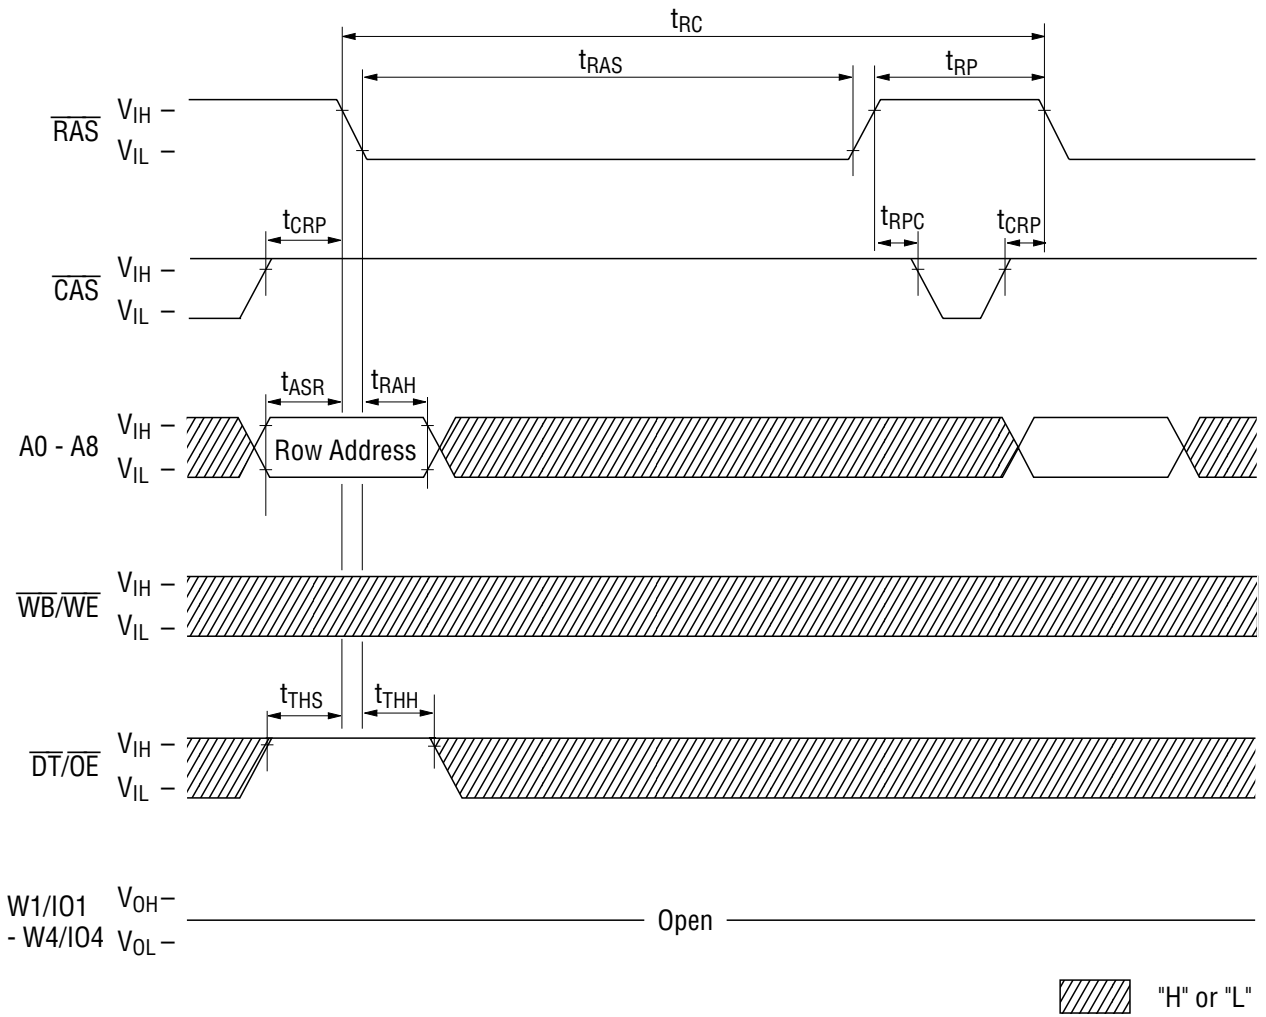 tRC
tRAS
tRP
RAS
VIH
VIL
tCRP
tRPC
tCRP
CAS
VIH
VIL
tASR
tRAH
A0 - A8
VIH
VIL
Row Address
WB/WE
VIH
VIL
tTHS
tTHH
DT/OE
VIH
VIL
W1/IO1
- W4/IO4
VOH
VOL
Open
"H" or "L"